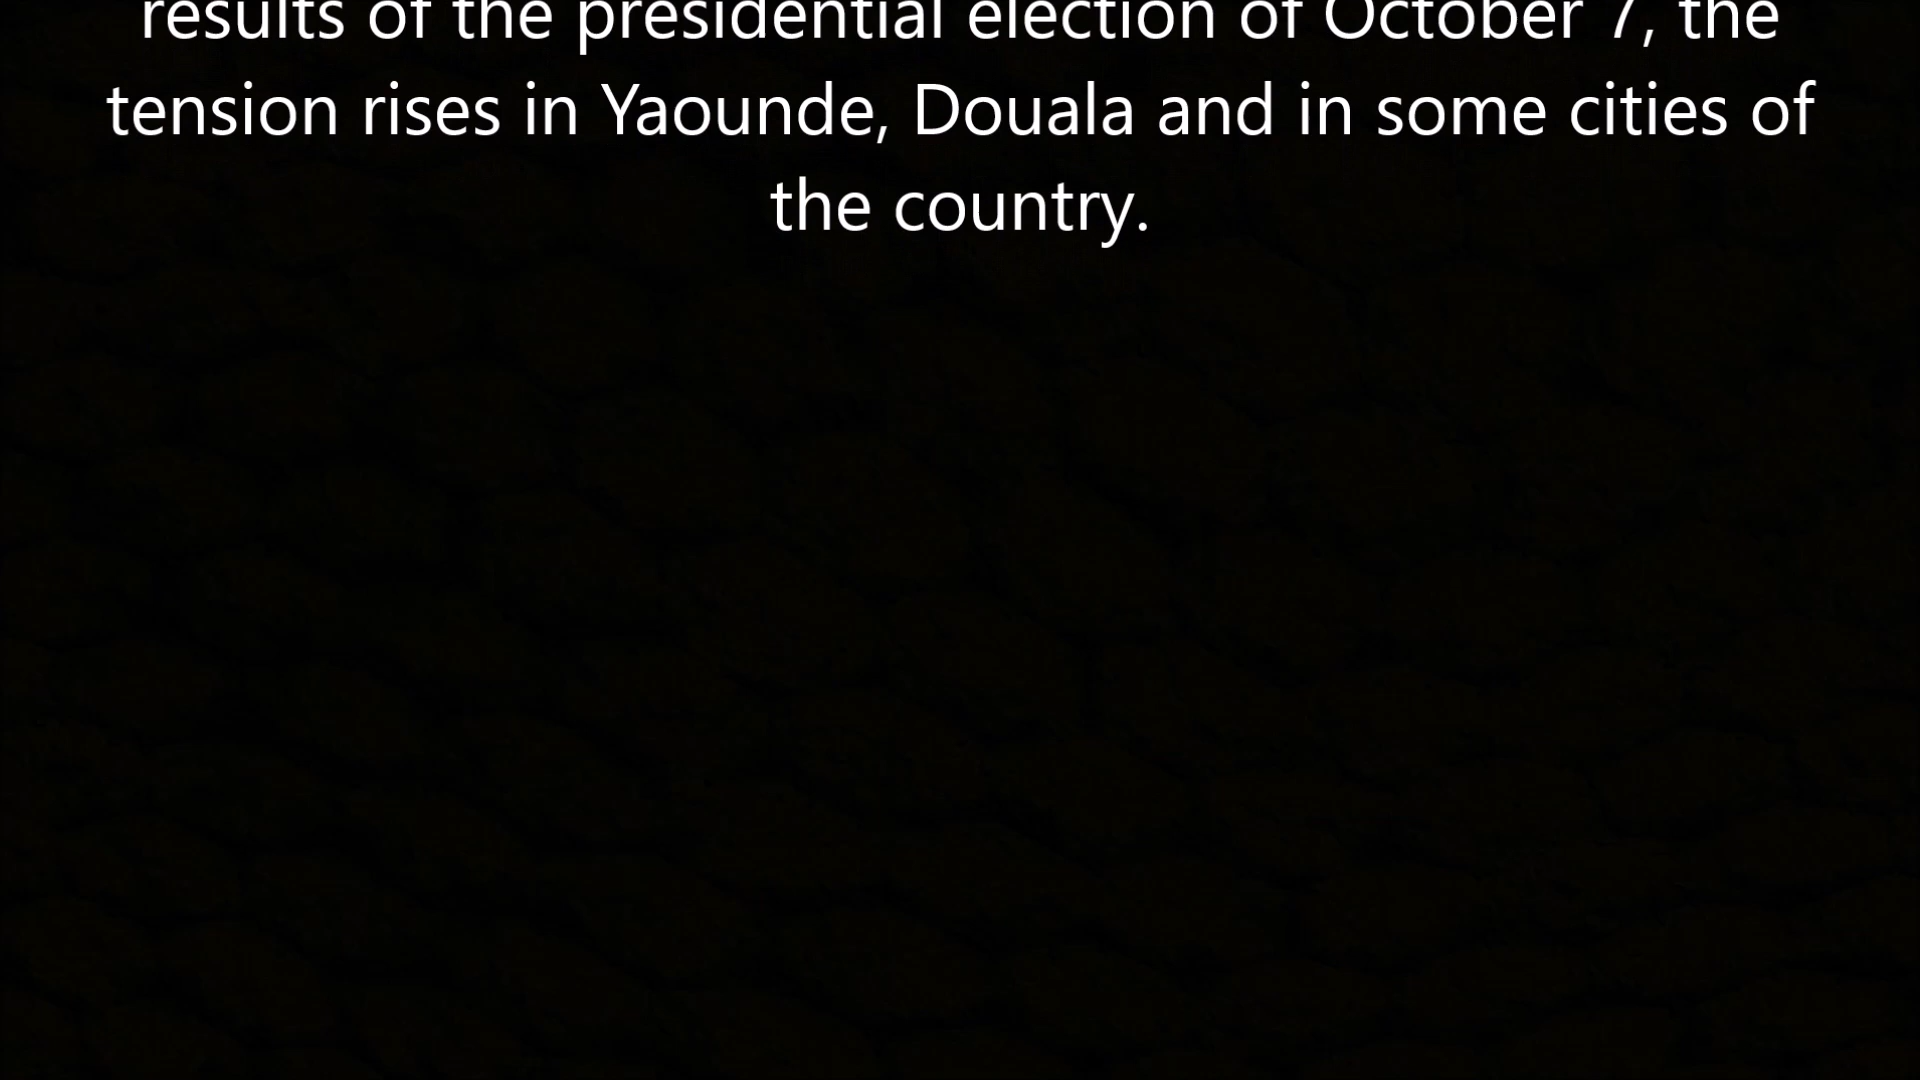 results of the presidential election of October 7, the
tension rises in Yaounde, Douala and in some cities of
the country.